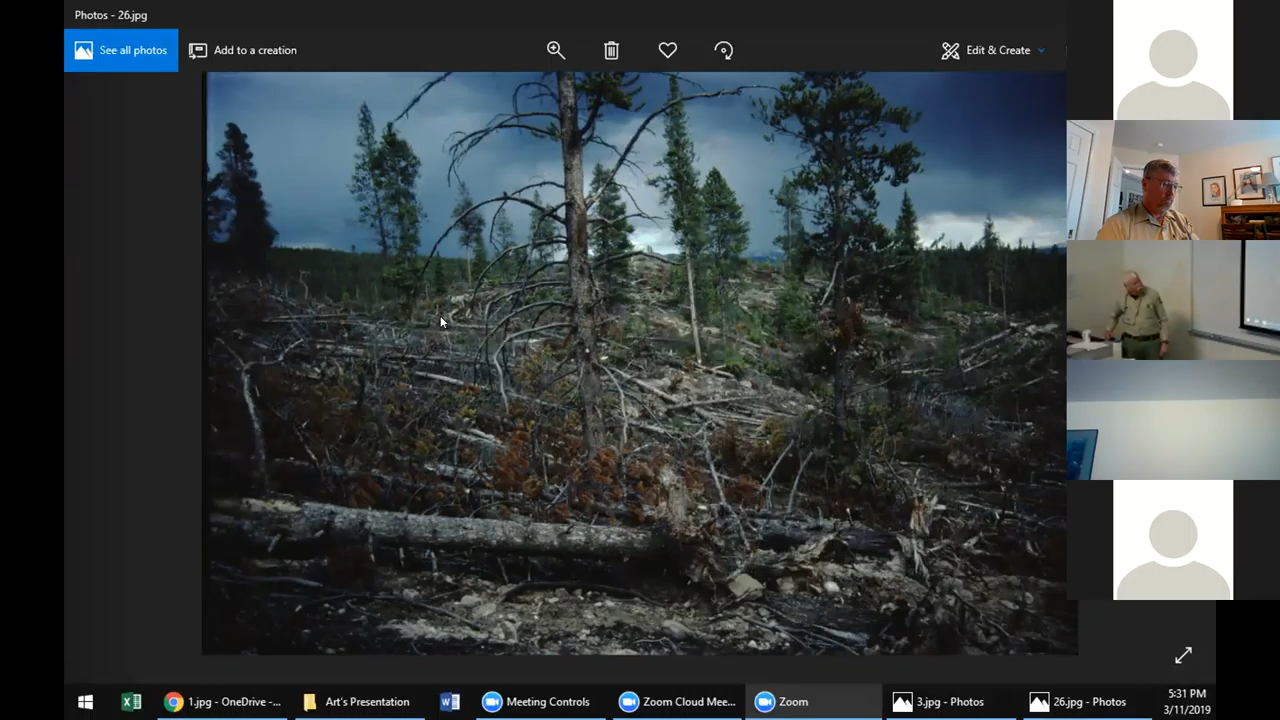 Photos - 26.jpg
See all photos
Add to a creation
Edit & Create
1.jpg - OneDrive -...
Art's Presentation
Meeting Controls
Zoom Cloud Mee...
Zoom
3.jpg - Photos
26.jpg - Photos
5:31 PM
3/11/2019